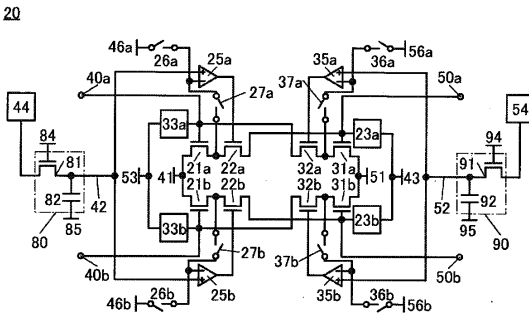 20
46a 26a 25a 35a 36a 56a
40a 27a 37a 50a
44 54
33a 23a
84 94
81 91
21a 22a 32a 31a
53 41 51 43
82 42 21b 22b 32b 31b 52 92
85 95
80 33b 23b 90
40b 27b 37b 50b
46b 26b 25b 35b 36b 56b